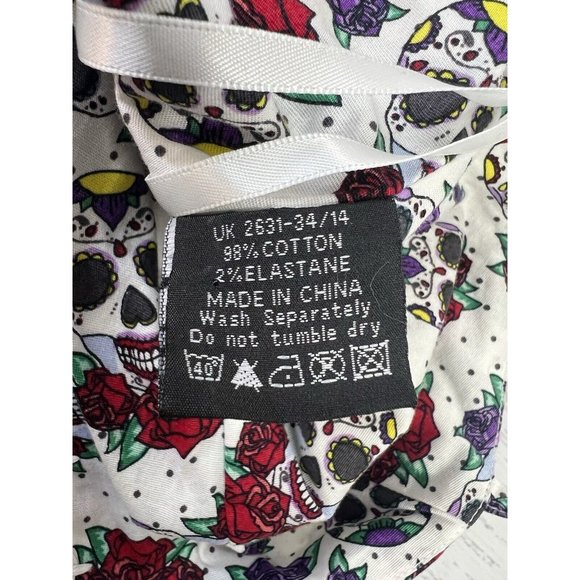 UK 2631-34/14
98%COTTON
2%ELASTANE
MADE IN CHINA
Wash Separately
Do not tumble dry
40°